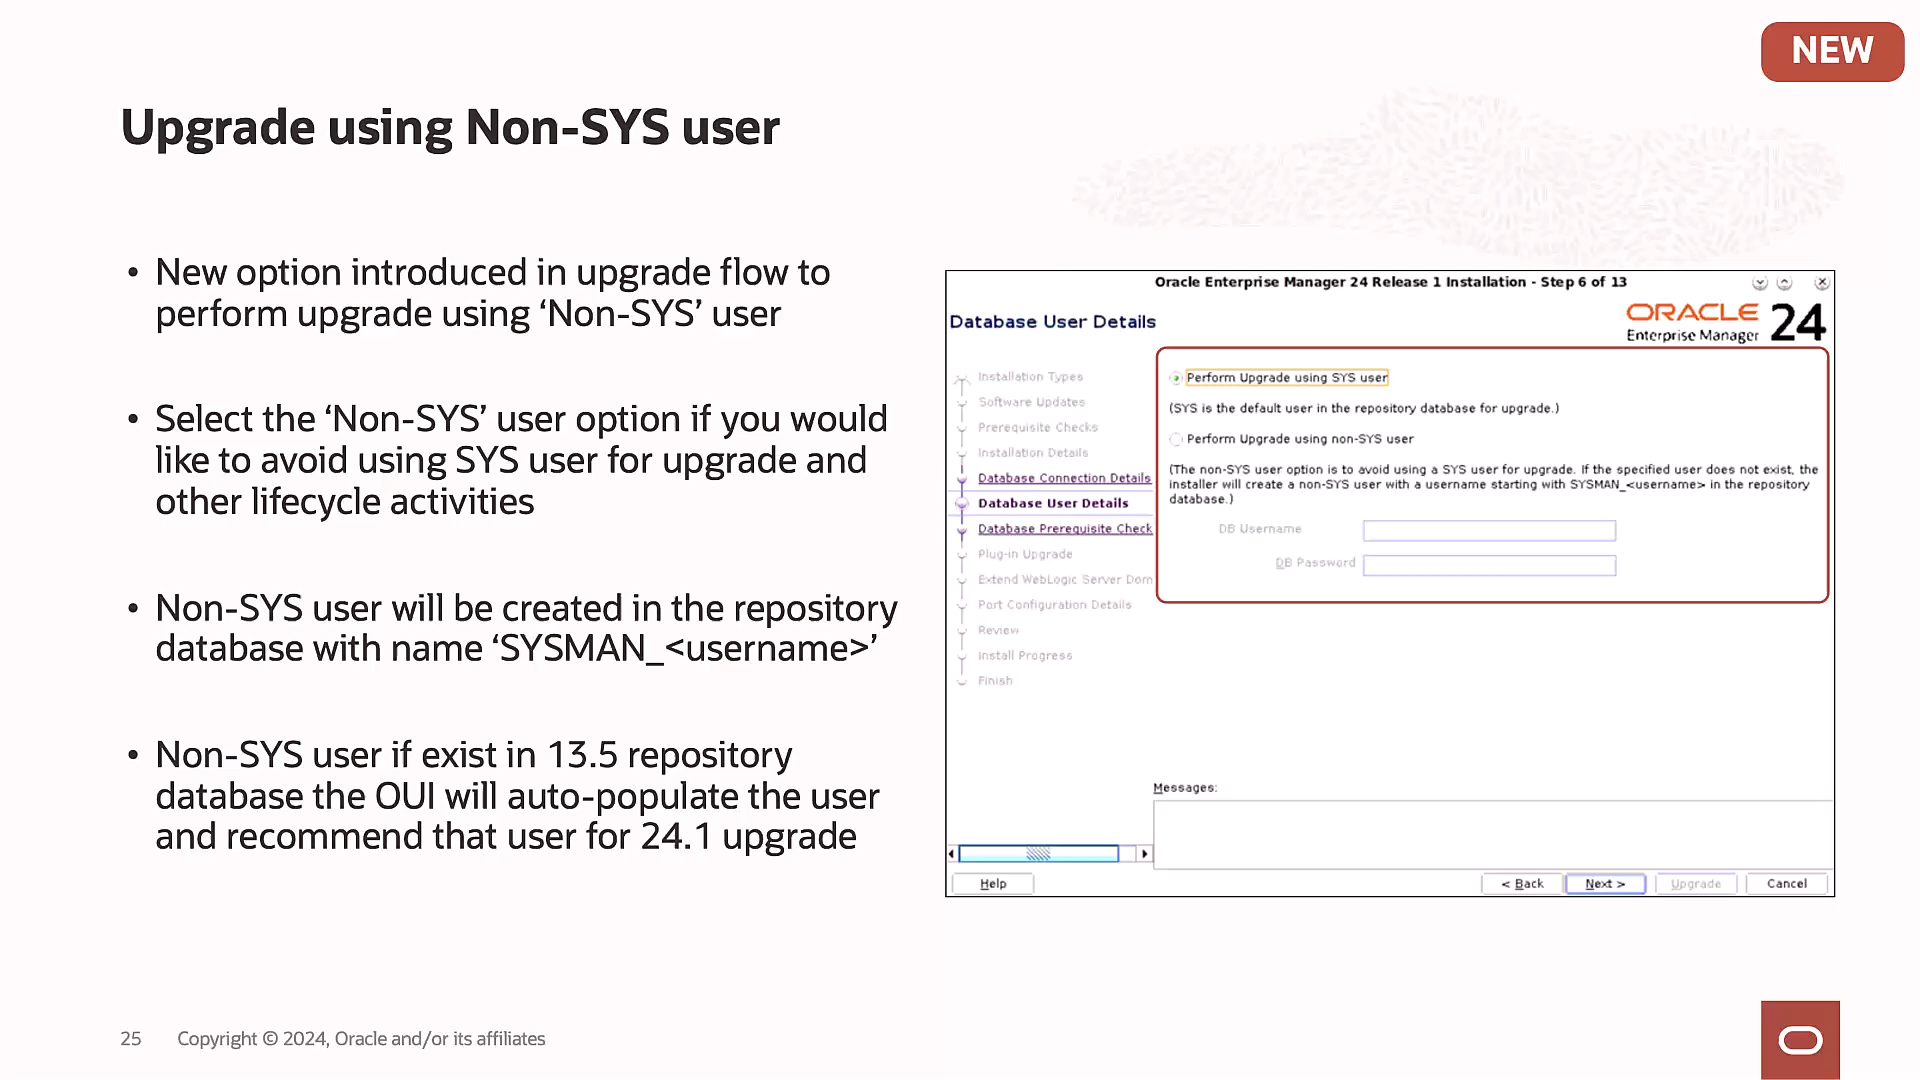 NEW
Upgrade using Non-SYS user
• New option introduced in upgrade flow to
perform upgrade using ‘Non-SYS’ user
• Select the ‘Non-SYS’ user option if you would
like to avoid using SYS user for upgrade and
other lifecycle activities
• Non-SYS user will be created in the repository
database with name ‘SYSMAN_<username>’
• Non-SYS user if exist in 13.5 repository
database the OUI will auto-populate the user
and recommend that user for 24.1 upgrade
Oracle Enterprise Manager 24 Release 1 Installation - Step 6 of 13
Database User Details
ORACLE
Enterprise Manager 24
Installation Types
Software Updates
Prerequisite Checks
Installation Details
Database Connection Details
Database User Details
Database Prerequisite Check
Plug-in Upgrade
Extend WebLogic Server Dom
Port Configuration Details
Review
Install Progress
Finish
Perform Upgrade using SYS user
(SYS is the default user in the repository database for upgrade.)
Perform Upgrade using non-SYS user
(The non-SYS user option is to avoid using a SYS user for upgrade. If the specified user does not exist, the
installer will create a non-SYS user with a username starting with SYSMAN_<username> in the repository
database.)
DB Username
DB Password
Messages:
Help
< Back
Next >
Upgrade
Cancel
25
Copyright © 2024, Oracle and/or its affiliates